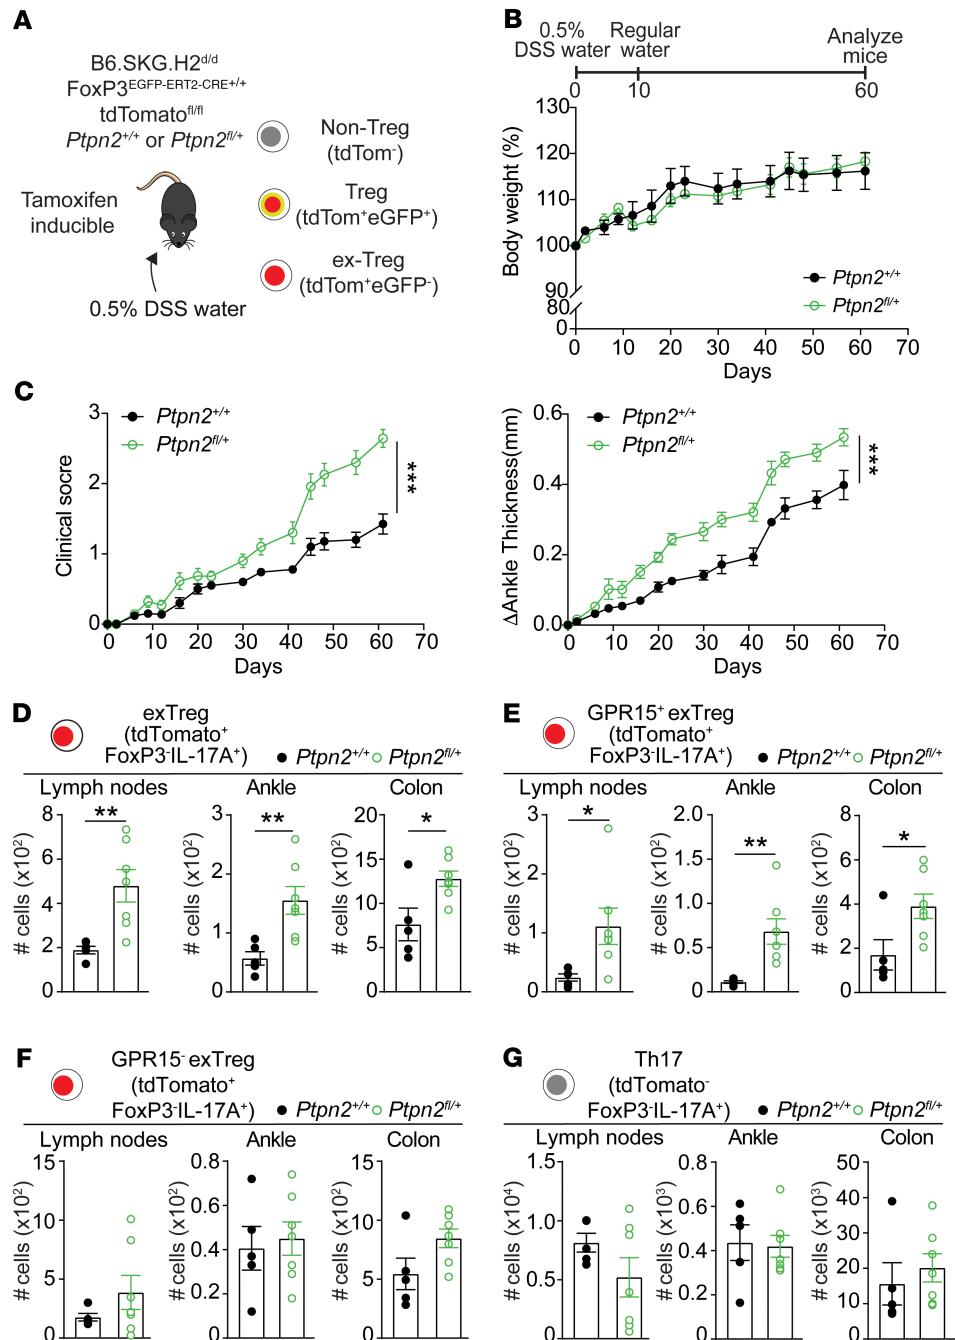 A
B6.SKG.H2d/d
FoxP3EGFP-ERT2-CRE+/+
tdTomatofl/fl
Ptpn2+/+ or Ptpn2fl/+
Tamoxifen
inducible
0.5% DSS water
Non-Treg
(tdTom-)
Treg
(tdTom+eGFP+)
ex-Treg
(tdTom+eGFP-)
B
0.5%
DSS water
Regular
water
Analyze
mice
0 10 60
Body weight (%)
130
120
110
100
90
80
0
0 10 20 30 40 50 60 70
Days
Ptpn2+/+
Ptpn2fl/+
C
Clinical socre
3
2
1
0
0 10 20 30 40 50 60 70
Days
Ptpn2+/+
Ptpn2fl/+
***
ΔAnkle Thickness(mm)
0.6
0.4
0.2
0.0
0 10 20 30 40 50 60 70
Days
Ptpn2+/+
Ptpn2fl/+
***
D
exTreg
(tdTomato+
FoxP3-IL-17A+)
Ptpn2+/+ Ptpn2fl/+
Lymph nodes Ankle Colon
# cells (x10²)
8
6
4
2
0
**
# cells (x10²)
3
2
1
0
**
# cells (x10²)
20
15
10
5
0
*
E
GPR15+ exTreg
(tdTomato+
FoxP3-IL-17A+)
Ptpn2+/+ Ptpn2fl/+
Lymph nodes Ankle Colon
# cells (x10²)
3
2
1
0
*
# cells (x10²)
2.0
1.5
1.0
0.5
0
**
# cells (x10²)
8
6
4
2
0
*
F
GPR15- exTreg
(tdTomato+
FoxP3-IL-17A+)
Ptpn2+/+ Ptpn2fl/+
Lymph nodes Ankle Colon
# cells (x10²)
15
10
5
0
# cells (x10²)
0.8
0.6
0.4
0.2
0
# cells (x10²)
15
10
5
0
G
Th17
(tdTomato-
FoxP3-IL-17A+)
Ptpn2+/+ Ptpn2fl/+
Lymph nodes Ankle Colon
# cells (x10⁴)
1.5
1.0
0.5
0
# cells (x10³)
0.8
0.6
0.4
0.2
0
# cells (x10³)
50
40
30
20
10
0